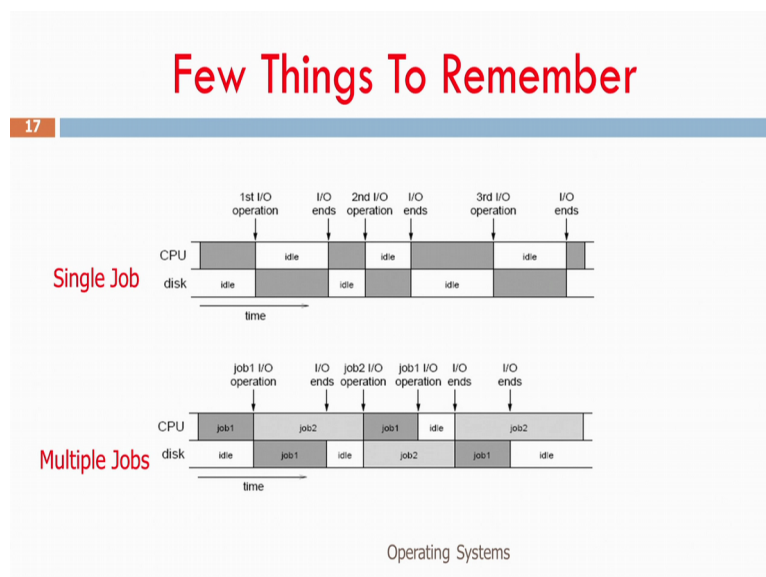 Few Things To Remember
17
1st I/O I/O 2nd I/O I/O 3rd I/O I/O
operation ends operation ends operation ends
CPU idle idle idle
Single Job
disk idle idle idle
time
job1 I/O I/O job2 I/O job1 I/O I/O I/O
operation ends operation operation ends ends
CPU job1 job2 job1 idle job2
Multiple Jobs
disk idle job1 idle job2 job1 idle
time
Operating Systems